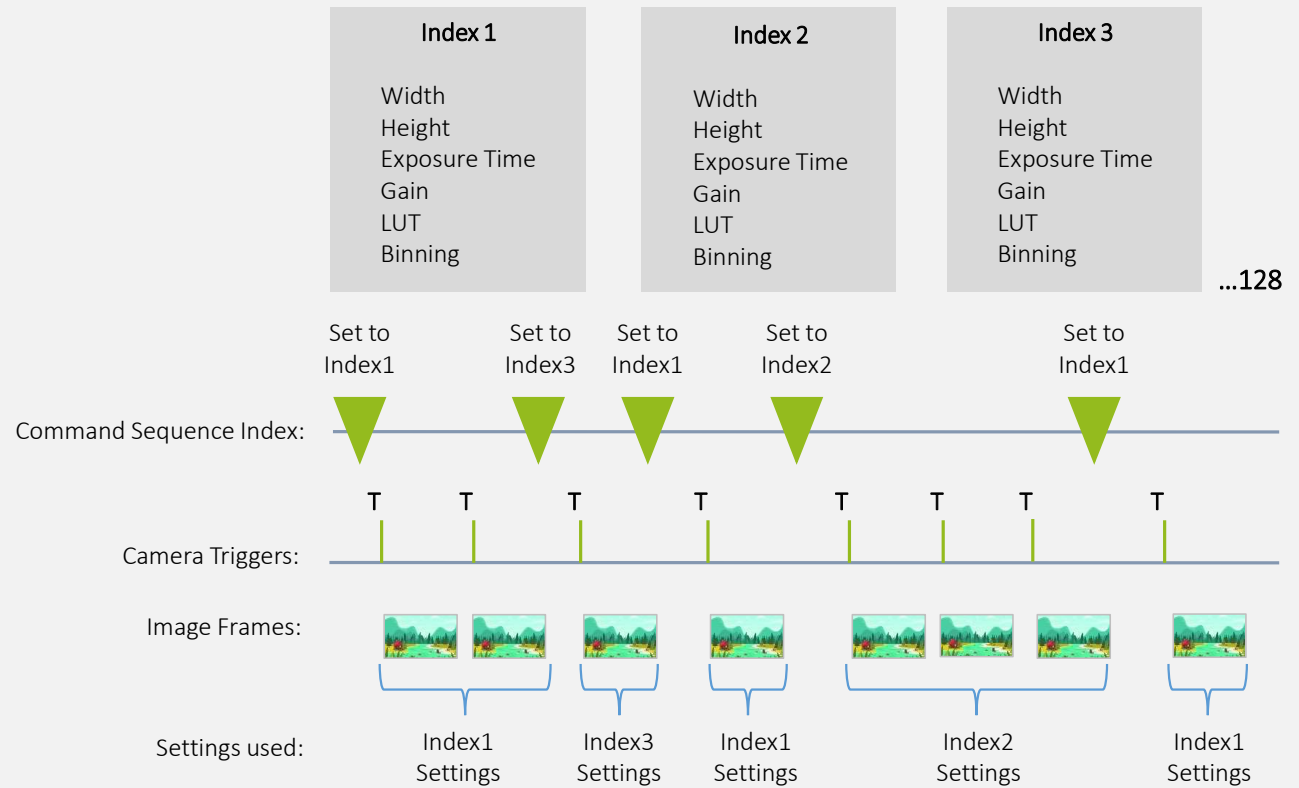 Index 1
Width
Height
Exposure Time
Gain
LUT
Binning
Index 2
Width
Height
Exposure Time
Gain
LUT
Binning
Index 3
Width
Height
Exposure Time
Gain
LUT
Binning
...128
Set to
Index1
Set to
Index3
Set to
Index1
Set to
Index2
Set to
Index1
Command Sequence Index:
T T T T T T T T
Camera Triggers:
Image Frames:
Settings used:
Index1
Settings
Index3
Settings
Index1
Settings
Index2
Settings
Index1
Settings